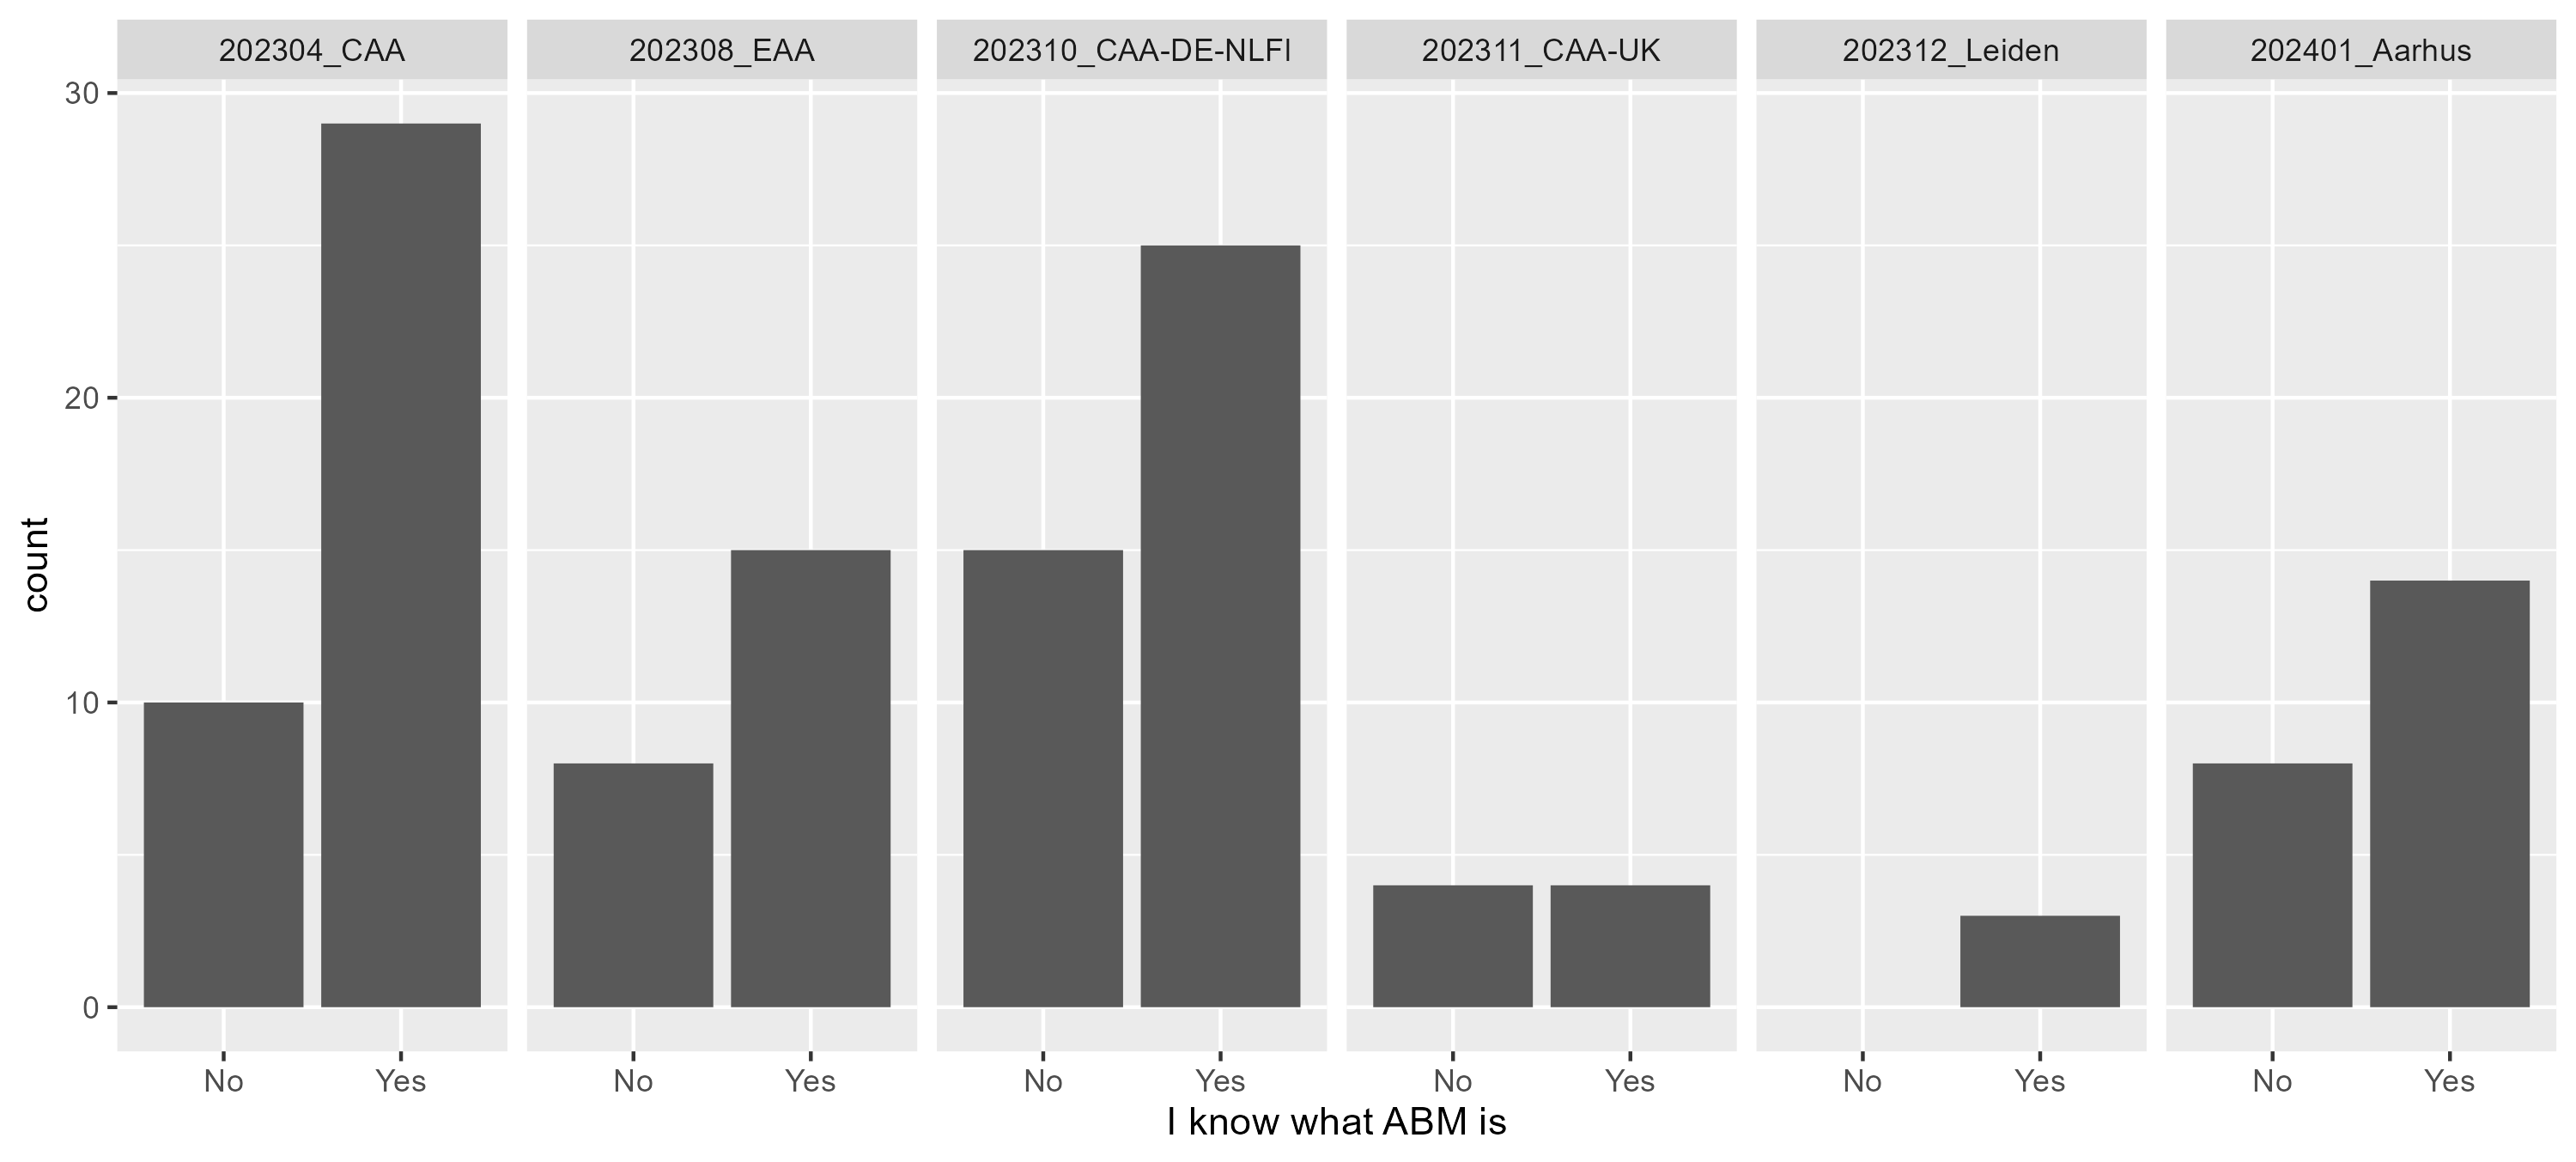 202304_CAA 202308_EAA 202310_CAA-DE-NLFI 202311_CAA-UK 202312_Leiden 202401_Aarhus
30
20
10
0
count
No Yes No Yes No Yes No Yes No Yes No Yes
I know what ABM is